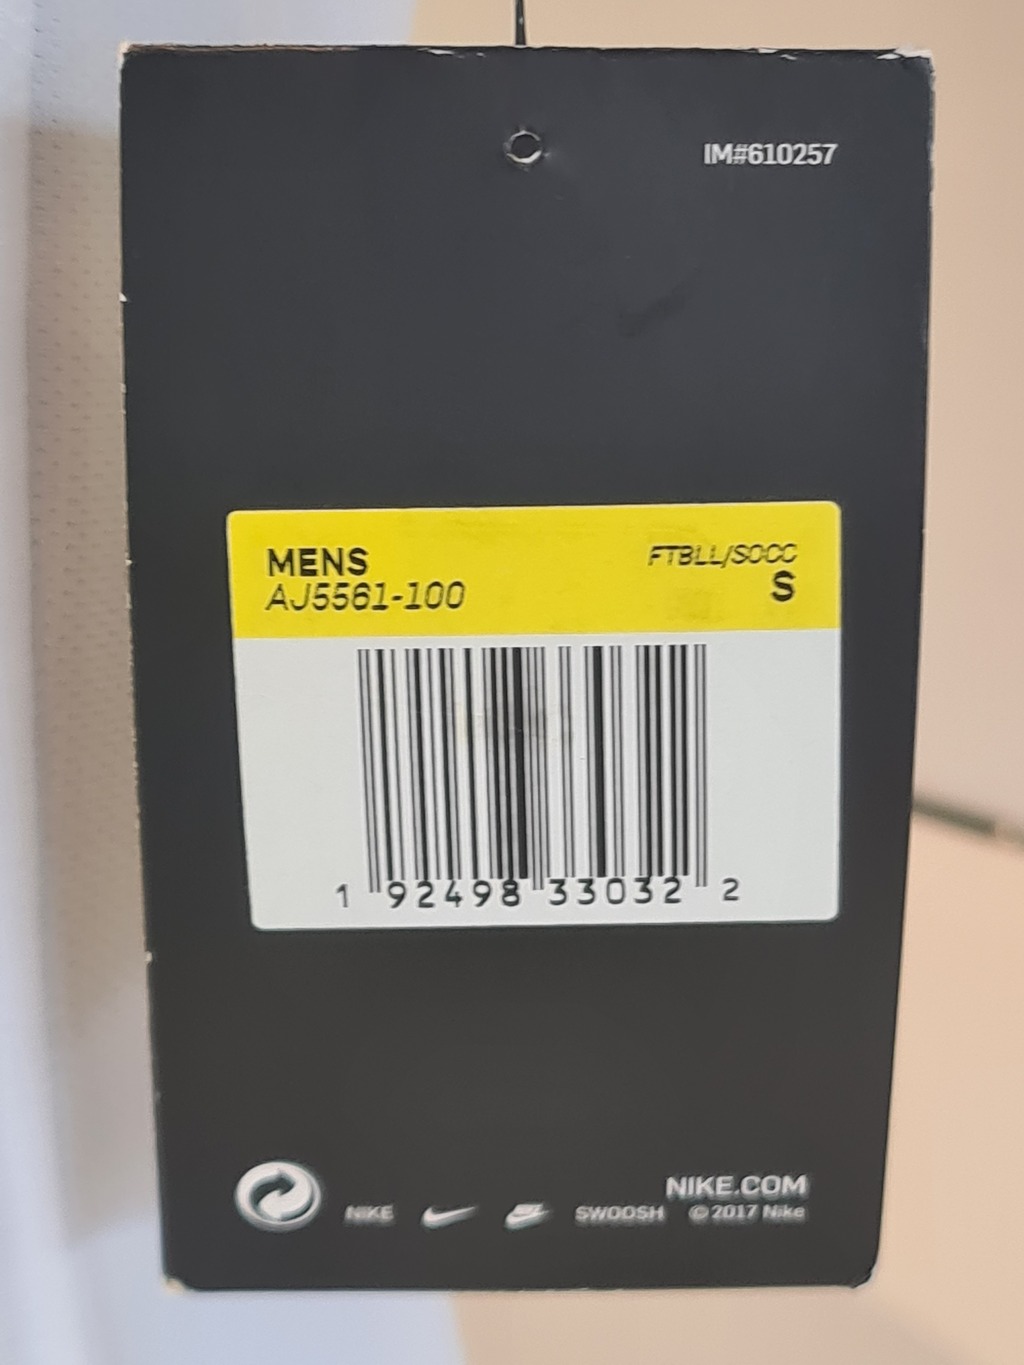 IM#610257
MENS FTBLL/SOCC
AJ5561-100 S
1 92498 33032 2
NIKE.COM
NIKE SWOOSH © 2017 Nike